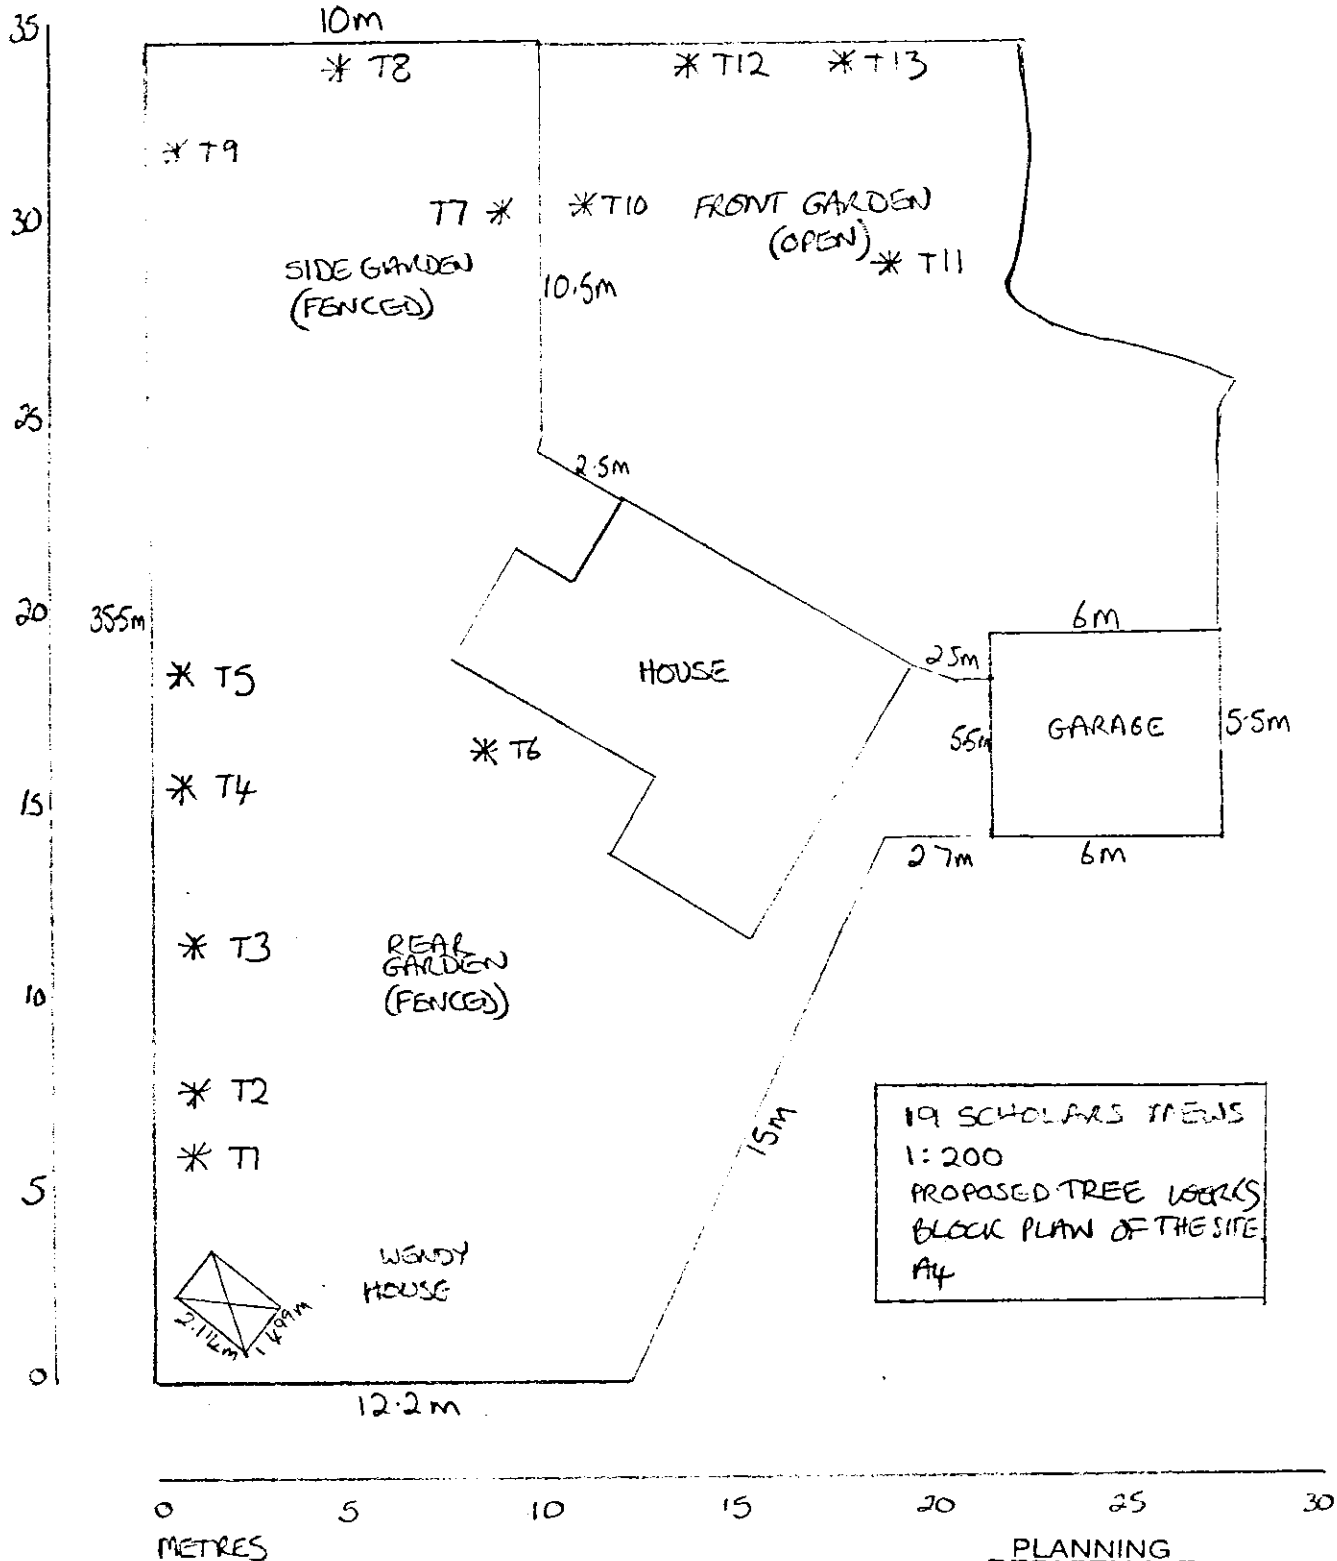 35
10m
T8
T12
T13
T9
30
T7
T10
FRONT GARDEN
(OPEN)
T11
SIDE GARDEN
(FENCED)
10.5m
25
2.5m
20
35.5m
6m
HOUSE
2.5m
T5
GARAGE
5.5m
5.5m
T6
T4
15
2.7m
6m
T3
REAR
GARDEN
(FENCED)
10
T2
T1
15m
19 SCHOLARS MEWS
1:200
PROPOSED TREE WORKS
BLOCK PLAN OF THE SITE
A4
5
WENDY
HOUSE
0
12.2m
0 5 10 15 20 25 30
METRES
PLANNING